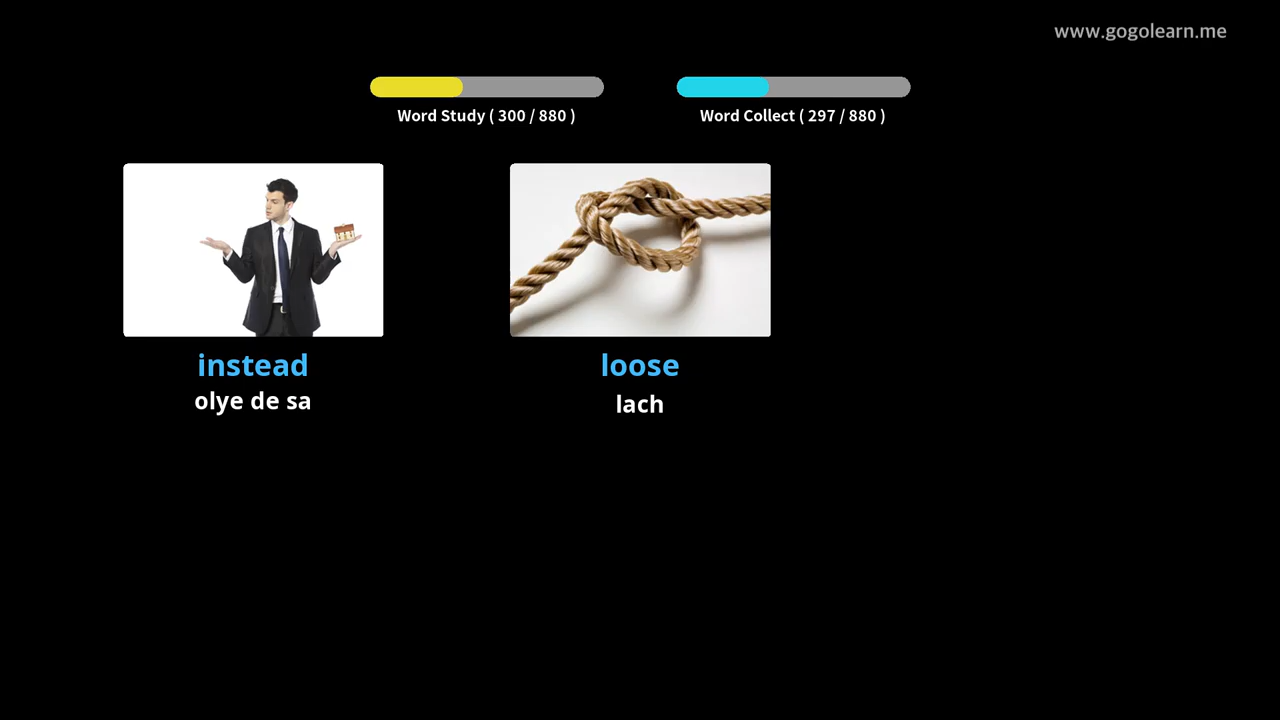 www.gogolearn.me
Word Study ( 300 / 880 )
Word Collect ( 297 / 880 )
instead
olye de sa
loose
lach